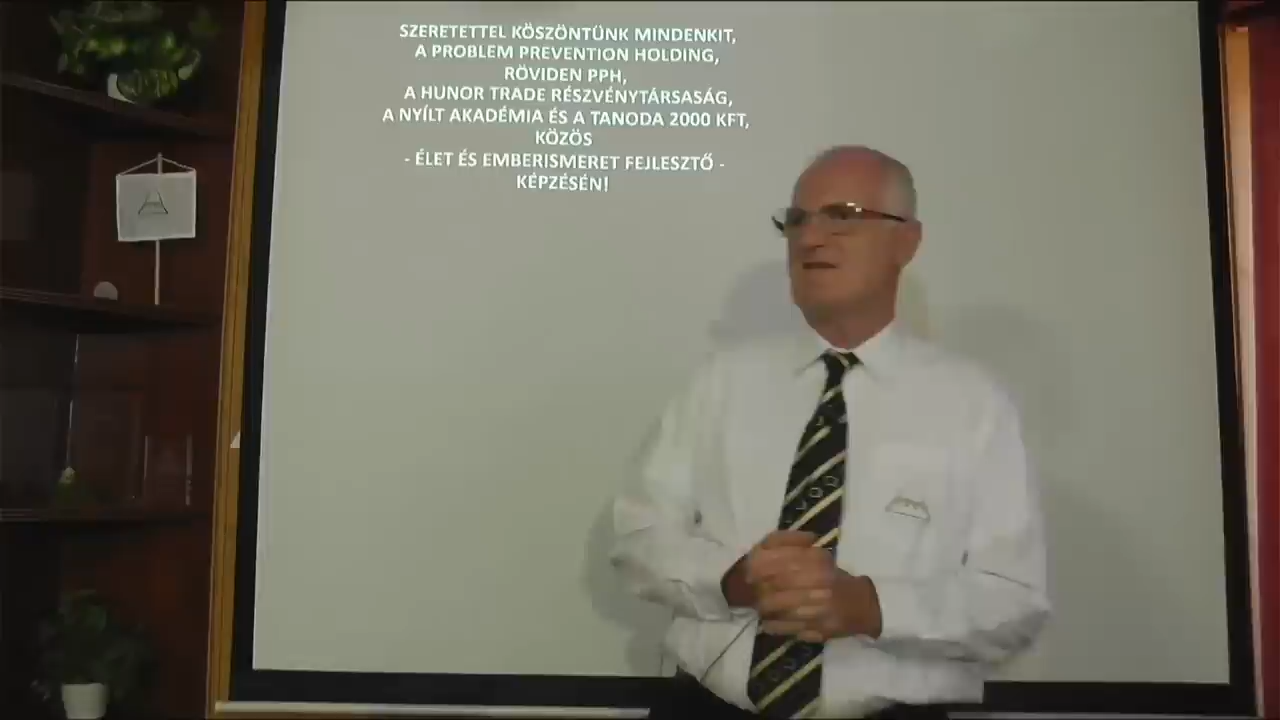 SZERETETTEL KÖSZÖNTÜNK MINDENKIT,
A PROBLEM PREVENTION HOLDING,
RÖVIDEN PPH,
A HUNOR TRADE RÉSZVÉNYTÁRSASÁG,
A NYÍLT AKADÉMIA ÉS A TANODA 2000 KFT,
KÖZÖS
- ÉLET ÉS EMBERISMERET FEJLESZTŐ -
KÉPZÉSÉN!